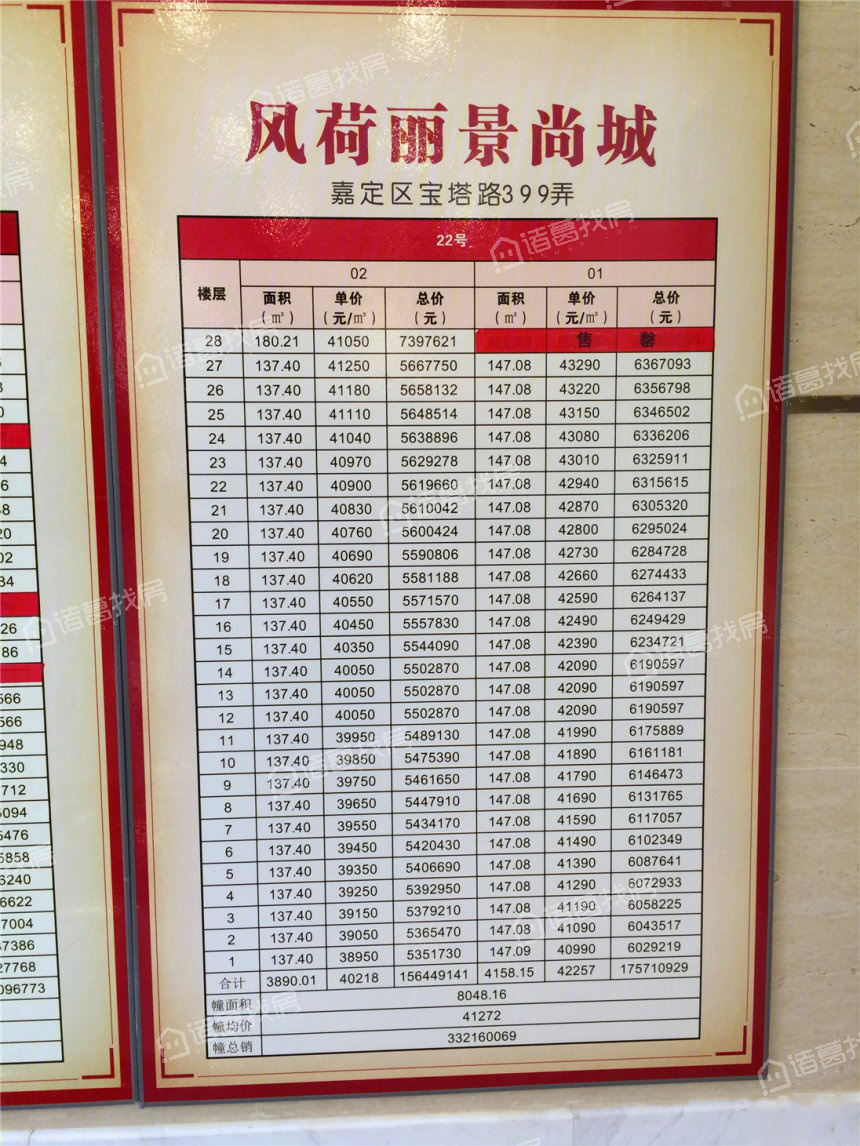 风荷丽景尚城
嘉定区宝塔路399弄
22号
楼层 02 01
面积(㎡) 单价(元/㎡) 总价(元) 面积(㎡) 单价(元/㎡) 总价(元)
28 180.21 41050 7397621 售 罄
27 137.40 41250 5667750 147.08 43290 6367093
26 137.40 41180 5658132 147.08 43220 6356798
25 137.40 41110 5648514 147.08 43150 6346502
24 137.40 41040 5638896 147.08 43080 6336206
23 137.40 40970 5629278 147.08 43010 6325911
22 137.40 40900 5619660 147.08 42940 6315615
21 137.40 40830 5610042 147.08 42870 6305320
20 137.40 40760 5600424 147.08 42800 6295024
19 137.40 40690 5590806 147.08 42730 6284728
18 137.40 40620 5581188 147.08 42660 6274433
17 137.40 40550 5571570 147.08 42590 6264137
16 137.40 40450 5557830 147.08 42490 6249429
15 137.40 40350 5544090 147.08 42390 6234721
14 137.40 40050 5502870 147.08 42090 6190597
13 137.40 40050 5502870 147.08 42090 6190597
12 137.40 40050 5502870 147.08 42090 6190597
11 137.40 39950 5489130 147.08 41990 6175889
10 137.40 39850 5475390 147.08 41890 6161181
9 137.40 39750 5461650 147.08 41790 6146473
8 137.40 39650 5447910 147.08 41690 6131765
7 137.40 39550 5434170 147.08 41590 6117057
6 137.40 39450 5420430 147.08 41490 6102349
5 137.40 39350 5406690 147.08 41390 6087641
4 137.40 39250 5392950 147.08 41290 6072933
3 137.40 39150 5379210 147.08 41190 6058225
2 137.40 39050 5365470 147.08 41090 6043517
1 137.40 38950 5351730 147.09 40990 6029219
合计 3890.01 40218 156449141 4158.15 42257 175710929
幢面积 8048.16
幢均价 41272
幢总销 332160069
诸葛找房